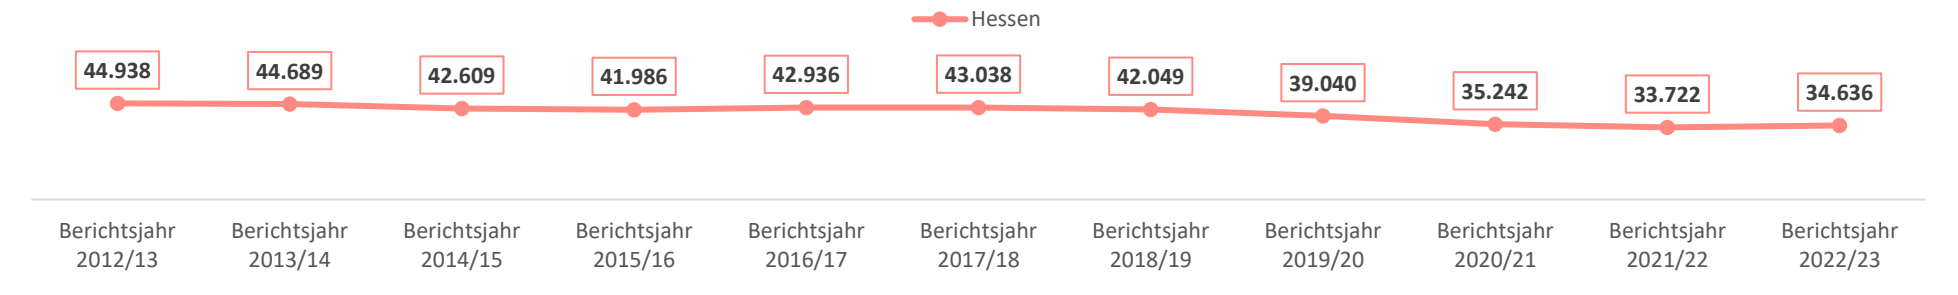 Hessen
44.938
44.689
42.609
41.986
42.936
43.038
42.049
39.040
35.242
33.722
34.636
Berichtsjahr
2012/13
Berichtsjahr
2013/14
Berichtsjahr
2014/15
Berichtsjahr
2015/16
Berichtsjahr
2016/17
Berichtsjahr
2017/18
Berichtsjahr
2018/19
Berichtsjahr
2019/20
Berichtsjahr
2020/21
Berichtsjahr
2021/22
Berichtsjahr
2022/23